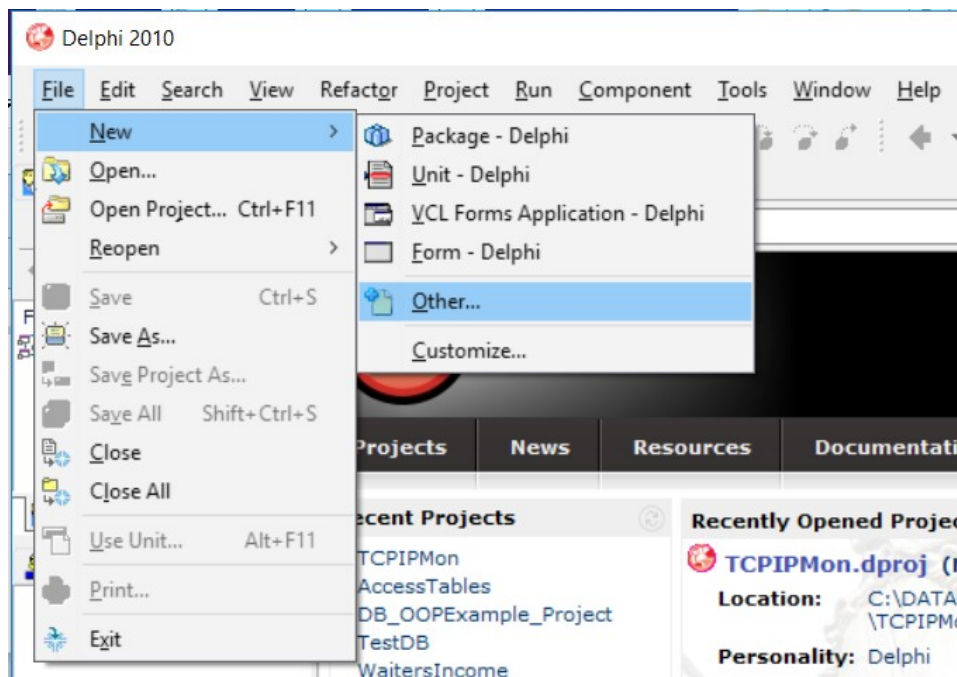 Delphi 2010
File Edit Search View Refactor Project Run Component Tools Window Help
New
Open...
Open Project... Ctrl+F11
Reopen
Save Ctrl+S
Save As...
Save Project As...
Save All Shift+Ctrl+S
Close
Close All
Use Unit... Alt+F11
Print...
Exit
Package - Delphi
Unit - Delphi
VCL Forms Application - Delphi
Form - Delphi
Other...
Customize...
Projects News Resources Documentati
ecent Projects
TCPIPMon
AccessTables
DB_OOPExample_Project
TestDB
WaitersIncome
Recently Opened Projec
TCPIPMon.dproj (
Location: C:\DATA
\TCPIPMo
Personality: Delphi